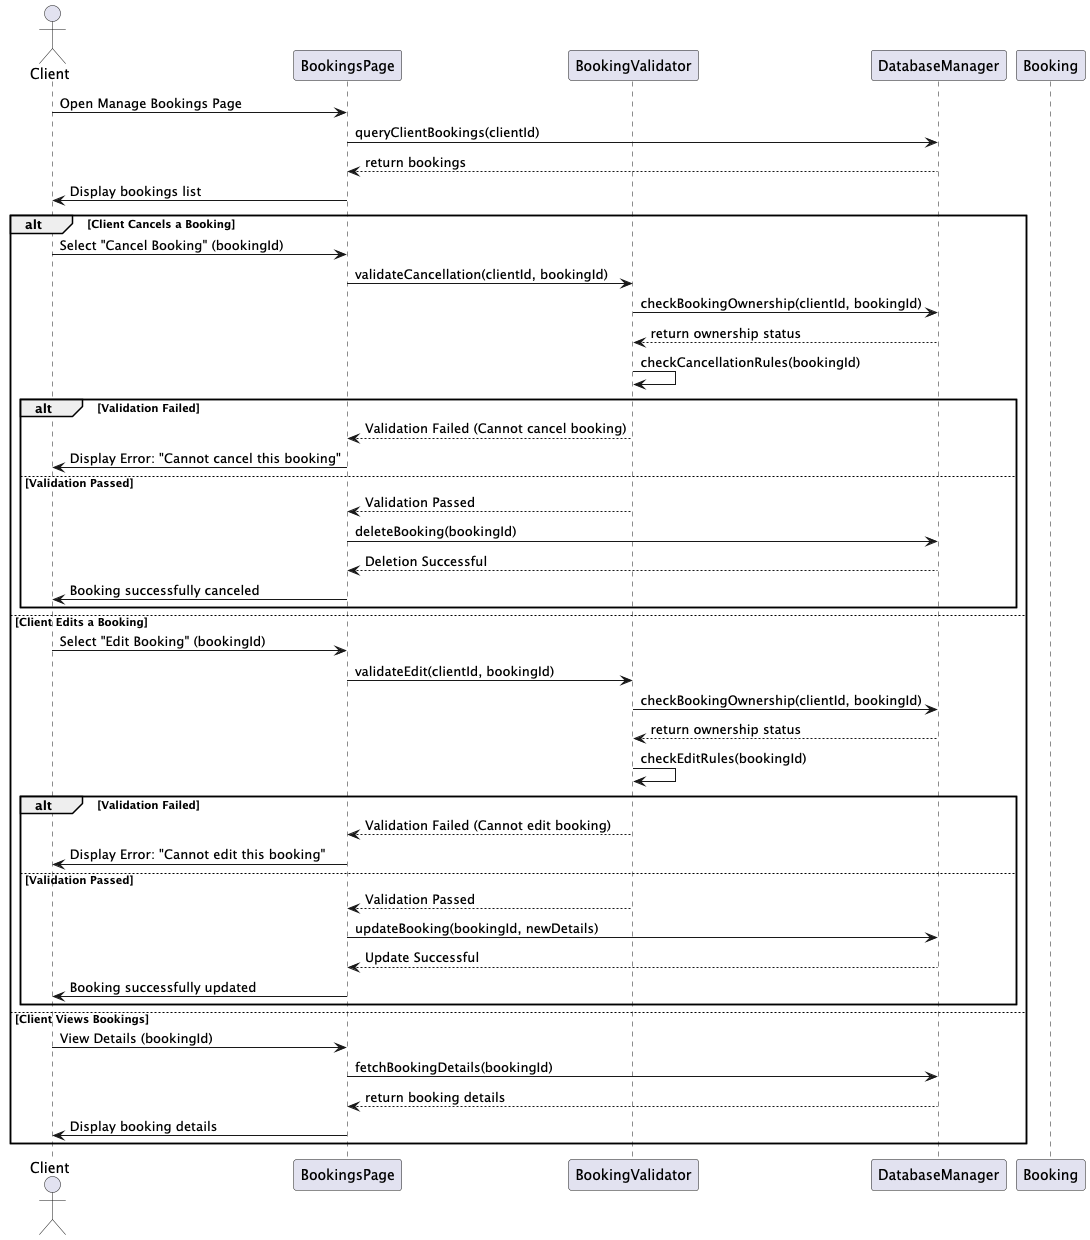 Client
BookingsPage
BookingValidator
DatabaseManager
Booking
Open Manage Bookings Page
queryClientBookings(clientId)
return bookings
Display bookings list
alt [Client Cancels a Booking]
Select "Cancel Booking" (bookingId)
validateCancellation(clientId, bookingId)
checkBookingOwnership(clientId, bookingId)
return ownership status
checkCancellationRules(bookingId)
alt [Validation Failed]
Validation Failed (Cannot cancel booking)
Display Error: "Cannot cancel this booking"
[Validation Passed]
Validation Passed
deleteBooking(bookingId)
Deletion Successful
Booking successfully canceled
[Client Edits a Booking]
Select "Edit Booking" (bookingId)
validateEdit(clientId, bookingId)
checkBookingOwnership(clientId, bookingId)
return ownership status
checkEditRules(bookingId)
alt [Validation Failed]
Validation Failed (Cannot edit booking)
Display Error: "Cannot edit this booking"
[Validation Passed]
Validation Passed
updateBooking(bookingId, newDetails)
Update Successful
Booking successfully updated
[Client Views Bookings]
View Details (bookingId)
fetchBookingDetails(bookingId)
return booking details
Display booking details
Client
BookingsPage
BookingValidator
DatabaseManager
Booking